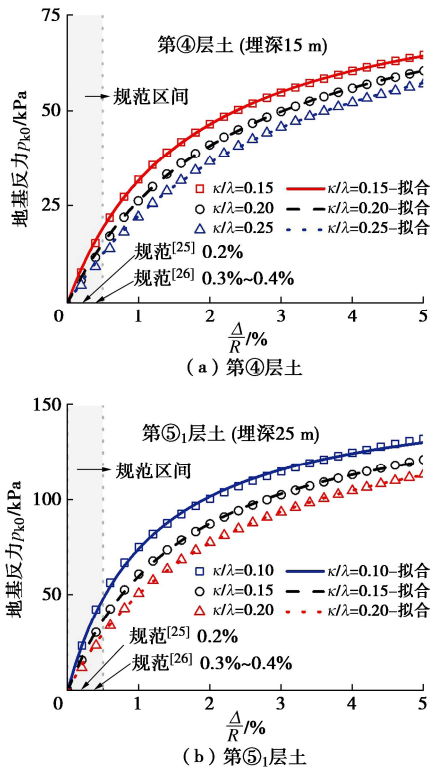 75
第④层土 (埋深15 m)
规范区间
50
地基反力pk0/kPa
κ/λ=0.15 κ/λ=0.15–拟合
κ/λ=0.20 κ/λ=0.20–拟合
25
κ/λ=0.25 κ/λ=0.25–拟合
规范[25] 0.2%
规范[26] 0.3%~0.4%
0 1 2 3 4 5
Δ/R/%
(a) 第④层土
150
第⑤1层土 (埋深25 m)
规范区间
100
地基反力pk0/kPa
κ/λ=0.10 κ/λ=0.10–拟合
50
κ/λ=0.15 κ/λ=0.15–拟合
κ/λ=0.20 κ/λ=0.20–拟合
规范[25] 0.2%
规范[26] 0.3%~0.4%
0 1 2 3 4 5
Δ/R/%
(b) 第⑤1层土